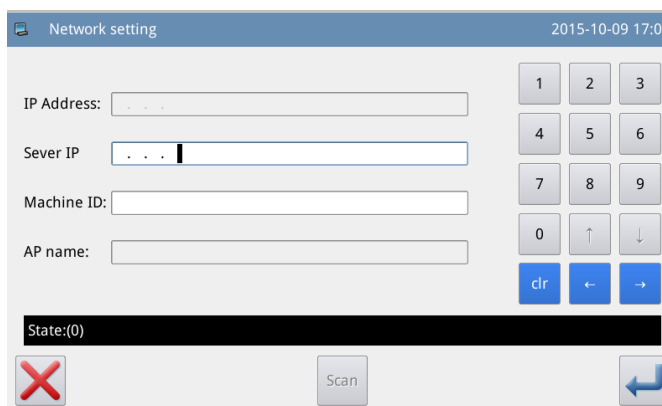 Network setting 2015-10-09 17:0
1 2 3
IP Address: . . .
4 5 6
Sever IP . . .
7 8 9
Machine ID:
0 ↑ ↓
AP name:
clr ← →
State:(0)
Scan